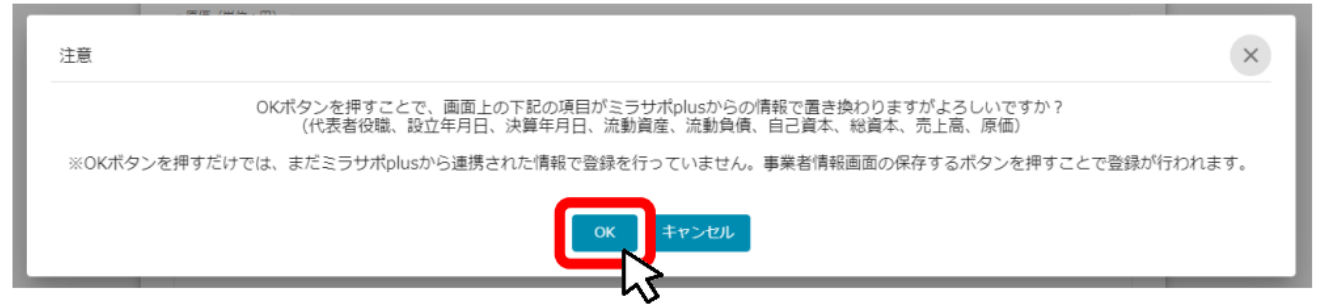 原価（単位：円）
注意
×
OKボタンを押すことで、画面上の下記の項目がミラサポplusからの情報で置き換わりますがよろしいですか？
（代表者役職、設立年月日、決算年月日、流動資産、流動負債、自己資本、総資本、売上高、原価）
※OKボタンを押すだけでは、まだミラサポplusから連携された情報で登録を行っていません。事業者情報画面の保存するボタンを押すことで登録が行われます。
OK キャンセル